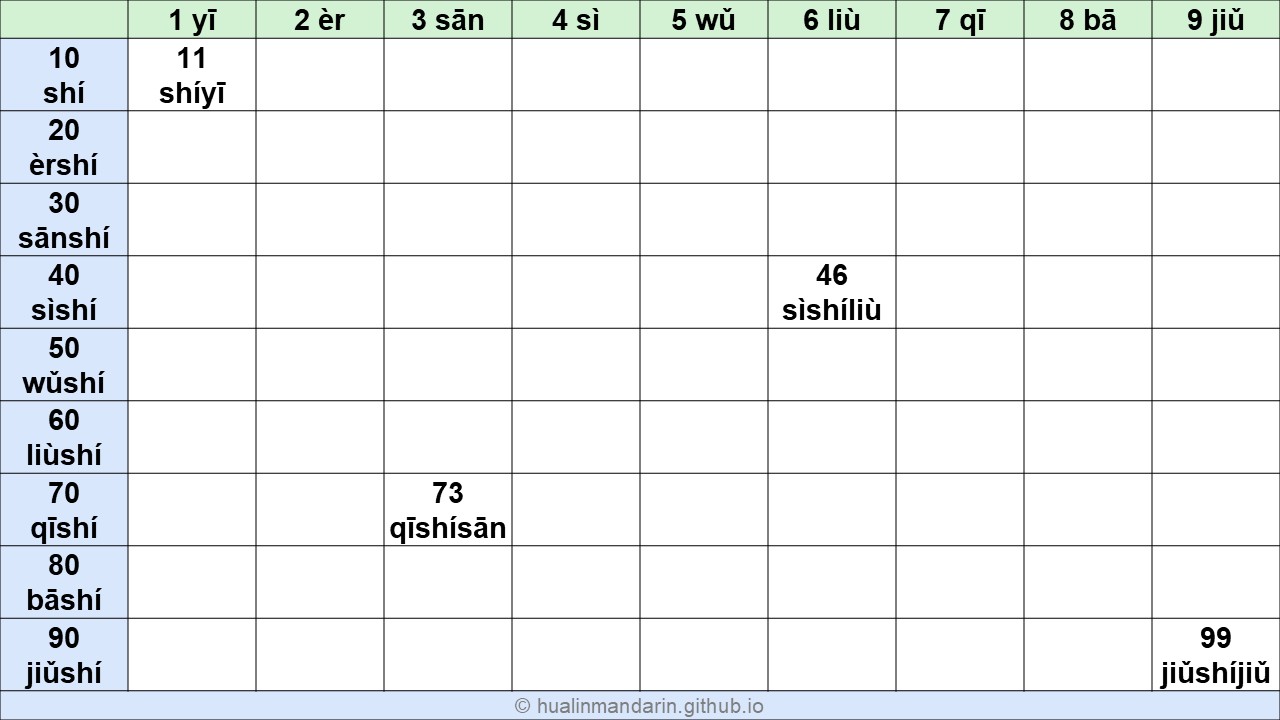 1 yī 2 èr 3 sān 4 sì 5 wǔ 6 liù 7 qī 8 bā 9 jiǔ
10 11
shí shíyī
20
èrshí
30
sānshí
40 46
sìshí sìshíliù
50
wǔshí
60
liùshí
70 73
qīshí qīshísān
80
bāshí
90 99
jiǔshí jiǔshíjiǔ
© hualinmandarin.github.io